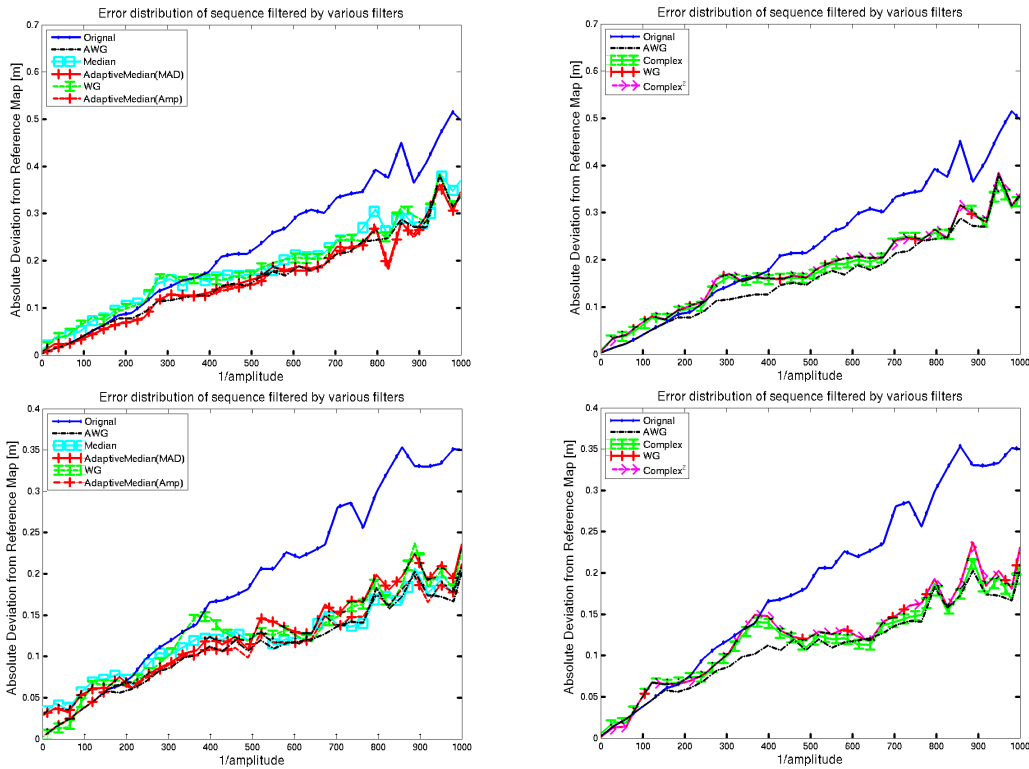 Error distribution of sequence filtered by various filters
Absolute Deviation from Reference Map [m]
0.7
0.6
0.5
0.4
0.3
0.2
0.1
0
Orignal
AWG
Median
AdaptiveMedian(MAD)
WG
AdaptiveMedian(Amp)
0 100 200 300 400 500 600 700 800 900 1000
1/amplitude
Error distribution of sequence filtered by various filters
Absolute Deviation from Reference Map [m]
0.7
0.6
0.5
0.4
0.3
0.2
0.1
0
Orignal
AWG
Complex
WG
Complex²
0 100 200 300 400 500 600 700 800 900 1000
1/amplitude
Error distribution of sequence filtered by various filters
Absolute Deviation from Reference Map [m]
0.4
0.35
0.3
0.25
0.2
0.15
0.1
0.05
0
Orignal
AWG
Median
AdaptiveMedian(MAD)
WG
AdaptiveMedian(Amp)
0 100 200 300 400 500 600 700 800 900 1000
1/amplitude
Error distribution of sequence filtered by various filters
Absolute Deviation from Reference Map [m]
0.4
0.35
0.3
0.25
0.2
0.15
0.1
0.05
0
Orignal
AWG
Complex
WG
Complex²
0 100 200 300 400 500 600 700 800 900 1000
1/amplitude